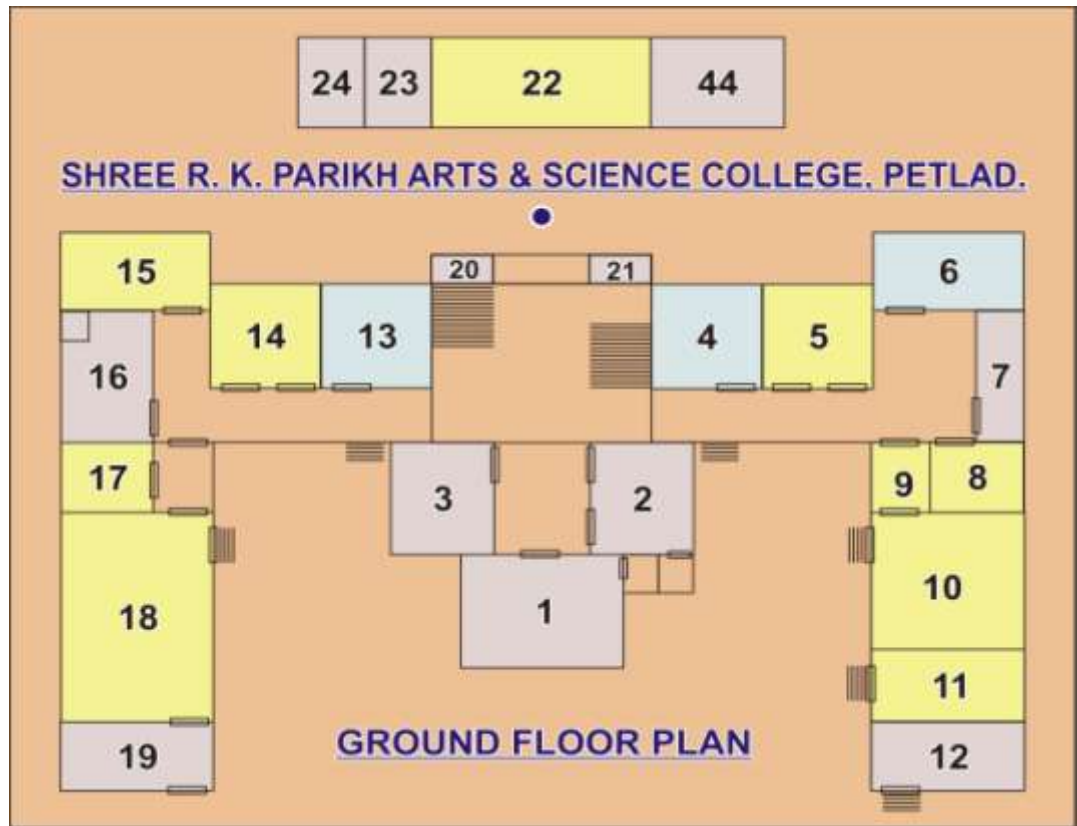 24 23 22 44
SHREE R. K. PARIKH ARTS & SCIENCE COLLEGE. PETLAD.
15 20 21 6
14 13 4 5
16 7
17 3 2 9 8
18 1 10
11
19 GROUND FLOOR PLAN 12